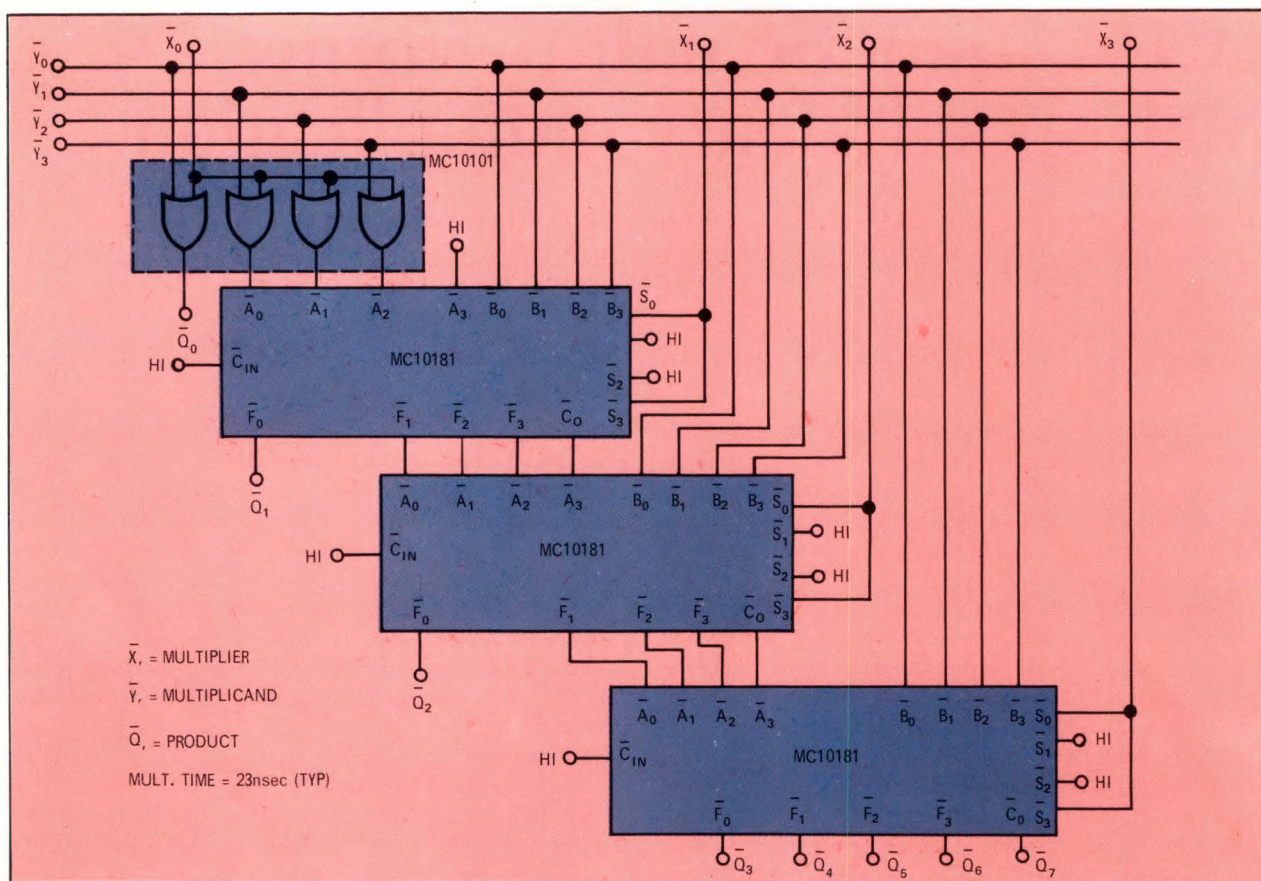 X̅₀ X̅₁ X̅₂ X̅₃
Y̅₀
Y̅₁
Y̅₂
Y̅₃
MC10101
HI
Q̅₀
A̅₀ A̅₁ A̅₂ A̅₃ B̅₀ B̅₁ B̅₂ B̅₃ S̅₀
HI C̅IN MC10181 HI
S̅₂ HI
F̅₀ F̅₁ F̅₂ F̅₃ C̅O S̅₃
Q̅₁
A̅₀ A̅₁ A̅₂ A̅₃ B̅₀ B̅₁ B̅₂ B̅₃ S̅₀
S̅₁ HI
HI C̅IN MC10181
S̅₂ HI
F̅₀ F̅₁ F̅₂ F̅₃ C̅O S̅₃
Q̅₂
A̅₀ A̅₁ A̅₂ A̅₃ B̅₀ B̅₁ B̅₂ B̅₃ S̅₀
S̅₁ HI
HI C̅IN MC10181
S̅₂ HI
F̅₀ F̅₁ F̅₂ F̅₃ C̅₀ S̅₃
Q̅₃ Q̅₄ Q̅₅ Q̅₆ Q̅₇
X̅, = MULTIPLIER
Y̅, = MULTIPLICAND
Q̅, = PRODUCT
MULT. TIME = 23nsec (TYP)